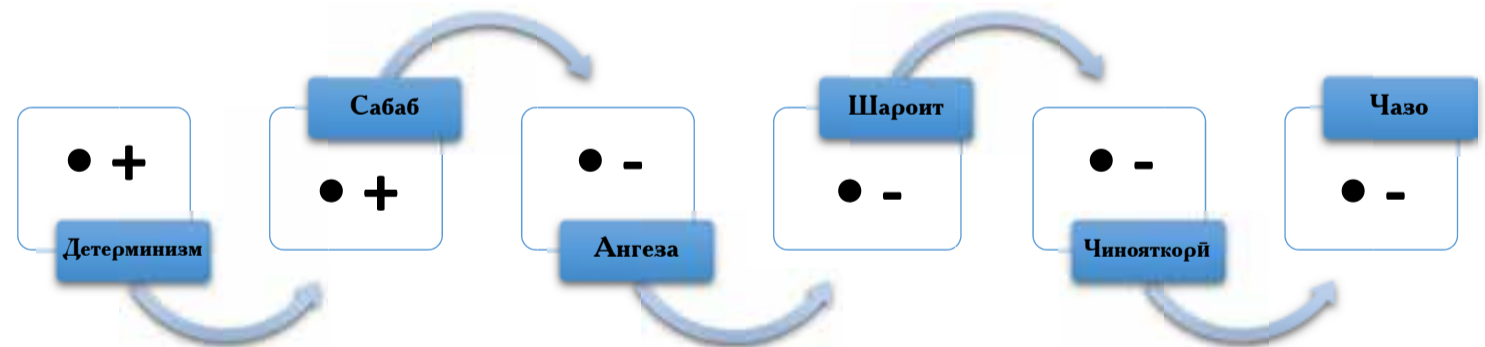 • +
Детерминизм
Сабаб
• +
• -
Ангеза
Шароит
• -
• -
Чинояткорӣ
Чазо
• -